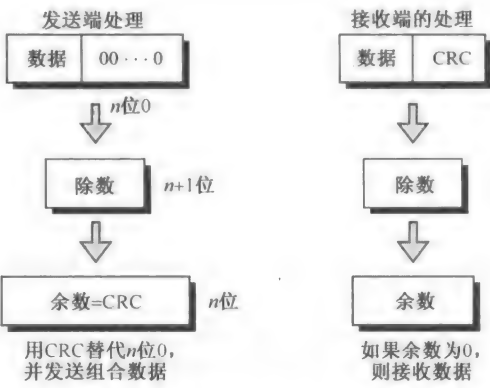 发送端处理
数据 00···0
n位0
除数 n+1位
余数=CRC n位
用CRC替代n位0，
并发送组合数据
接收端的处理
数据 CRC
除数
余数
如果余数为0，
则接收数据